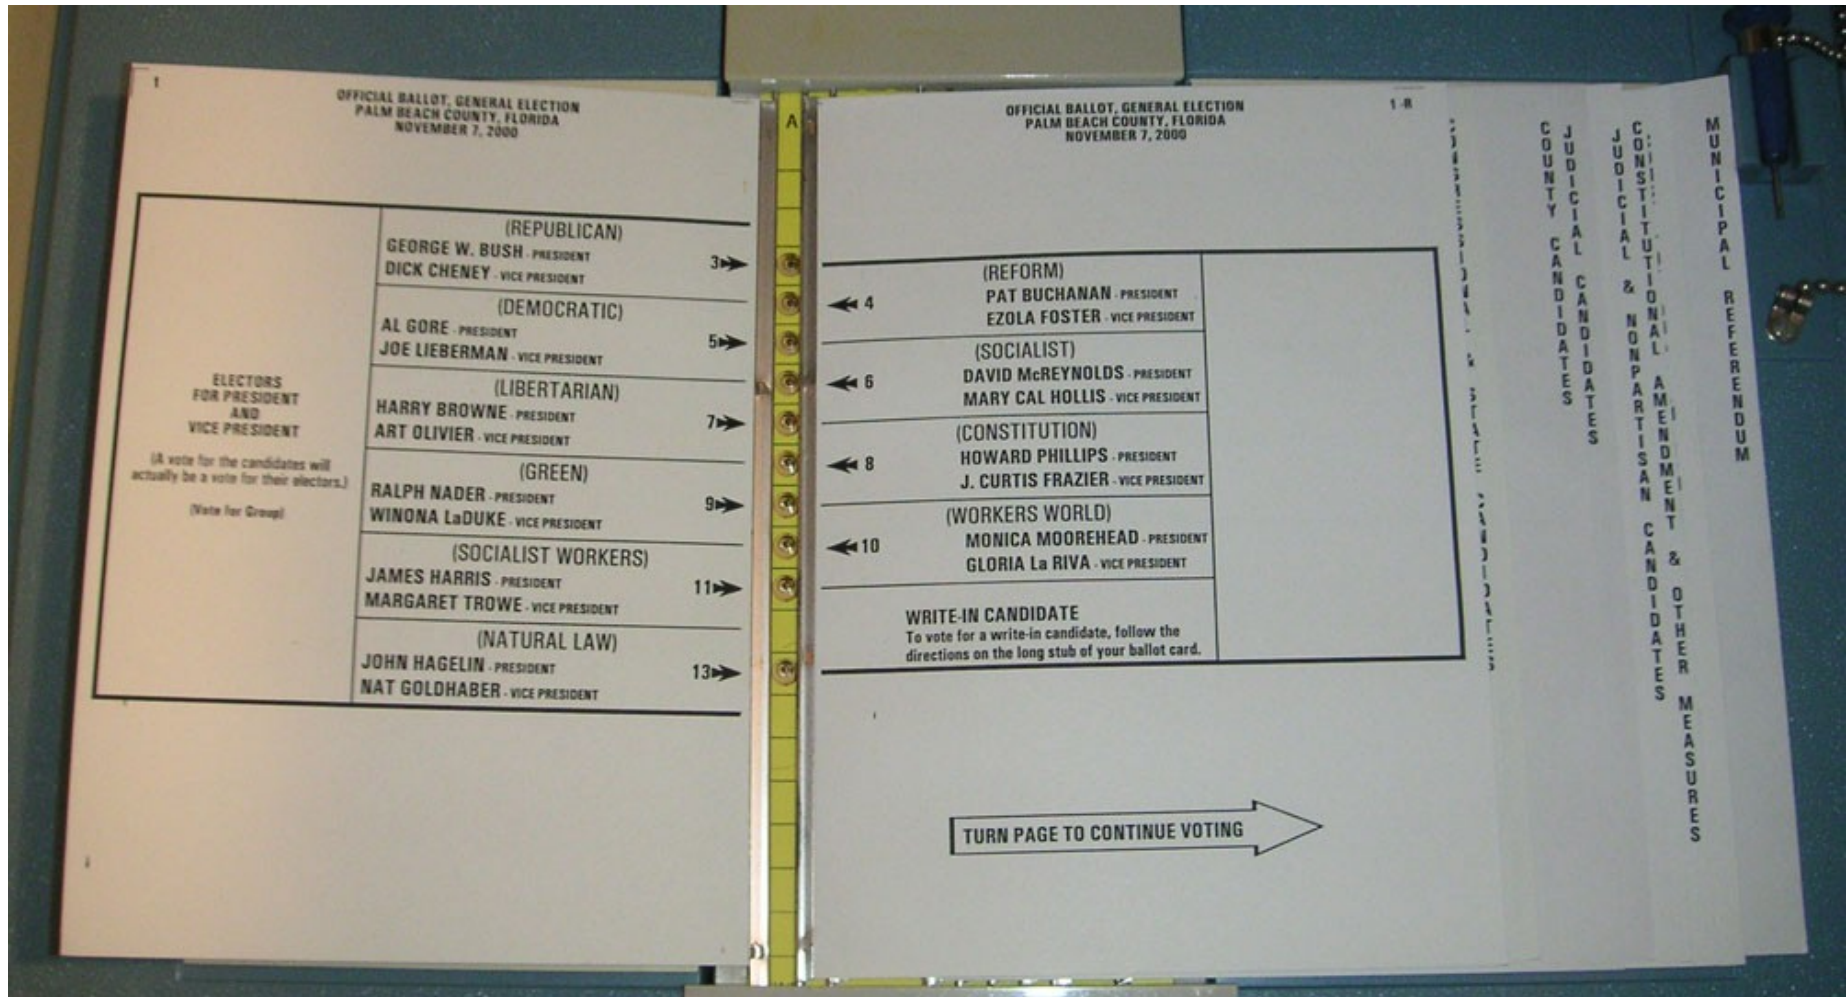 1
OFFICIAL BALLOT, GENERAL ELECTION
PALM BEACH COUNTY, FLORIDA
NOVEMBER 7, 2000
ELECTORS
FOR PRESIDENT
AND
VICE PRESIDENT
(A vote for the candidates will
actually be a vote for their electors.)
(Vote for Group)
(REPUBLICAN)
GEORGE W. BUSH - PRESIDENT
DICK CHENEY - VICE PRESIDENT
3
(DEMOCRATIC)
AL GORE - PRESIDENT
JOE LIEBERMAN - VICE PRESIDENT
5
(LIBERTARIAN)
HARRY BROWNE - PRESIDENT
ART OLIVIER - VICE PRESIDENT
7
(GREEN)
RALPH NADER - PRESIDENT
WINONA LaDUKE - VICE PRESIDENT
9
(SOCIALIST WORKERS)
JAMES HARRIS - PRESIDENT
MARGARET TROWE - VICE PRESIDENT
11
(NATURAL LAW)
JOHN HAGELIN - PRESIDENT
NAT GOLDHABER - VICE PRESIDENT
13
A
OFFICIAL BALLOT, GENERAL ELECTION
PALM BEACH COUNTY, FLORIDA
NOVEMBER 7, 2000
1-R
(REFORM)
4
PAT BUCHANAN - PRESIDENT
EZOLA FOSTER - VICE PRESIDENT
(SOCIALIST)
6
DAVID McREYNOLDS - PRESIDENT
MARY CAL HOLLIS - VICE PRESIDENT
(CONSTITUTION)
8
HOWARD PHILLIPS - PRESIDENT
J. CURTIS FRAZIER - VICE PRESIDENT
(WORKERS WORLD)
10
MONICA MOOREHEAD - PRESIDENT
GLORIA La RIVA - VICE PRESIDENT
WRITE-IN CANDIDATE
To vote for a write-in candidate, follow the
directions on the long stub of your ballot card.
TURN PAGE TO CONTINUE VOTING
CONGRESSIONAL & STATE CANDIDATES
COUNTY CANDIDATES
JUDICIAL CANDIDATES
JUDICIAL & NONPARTISAN CANDIDATES
CONSTITUTIONAL AMENDMENT & OTHER MEASURES
MUNICIPAL REFERENDUM